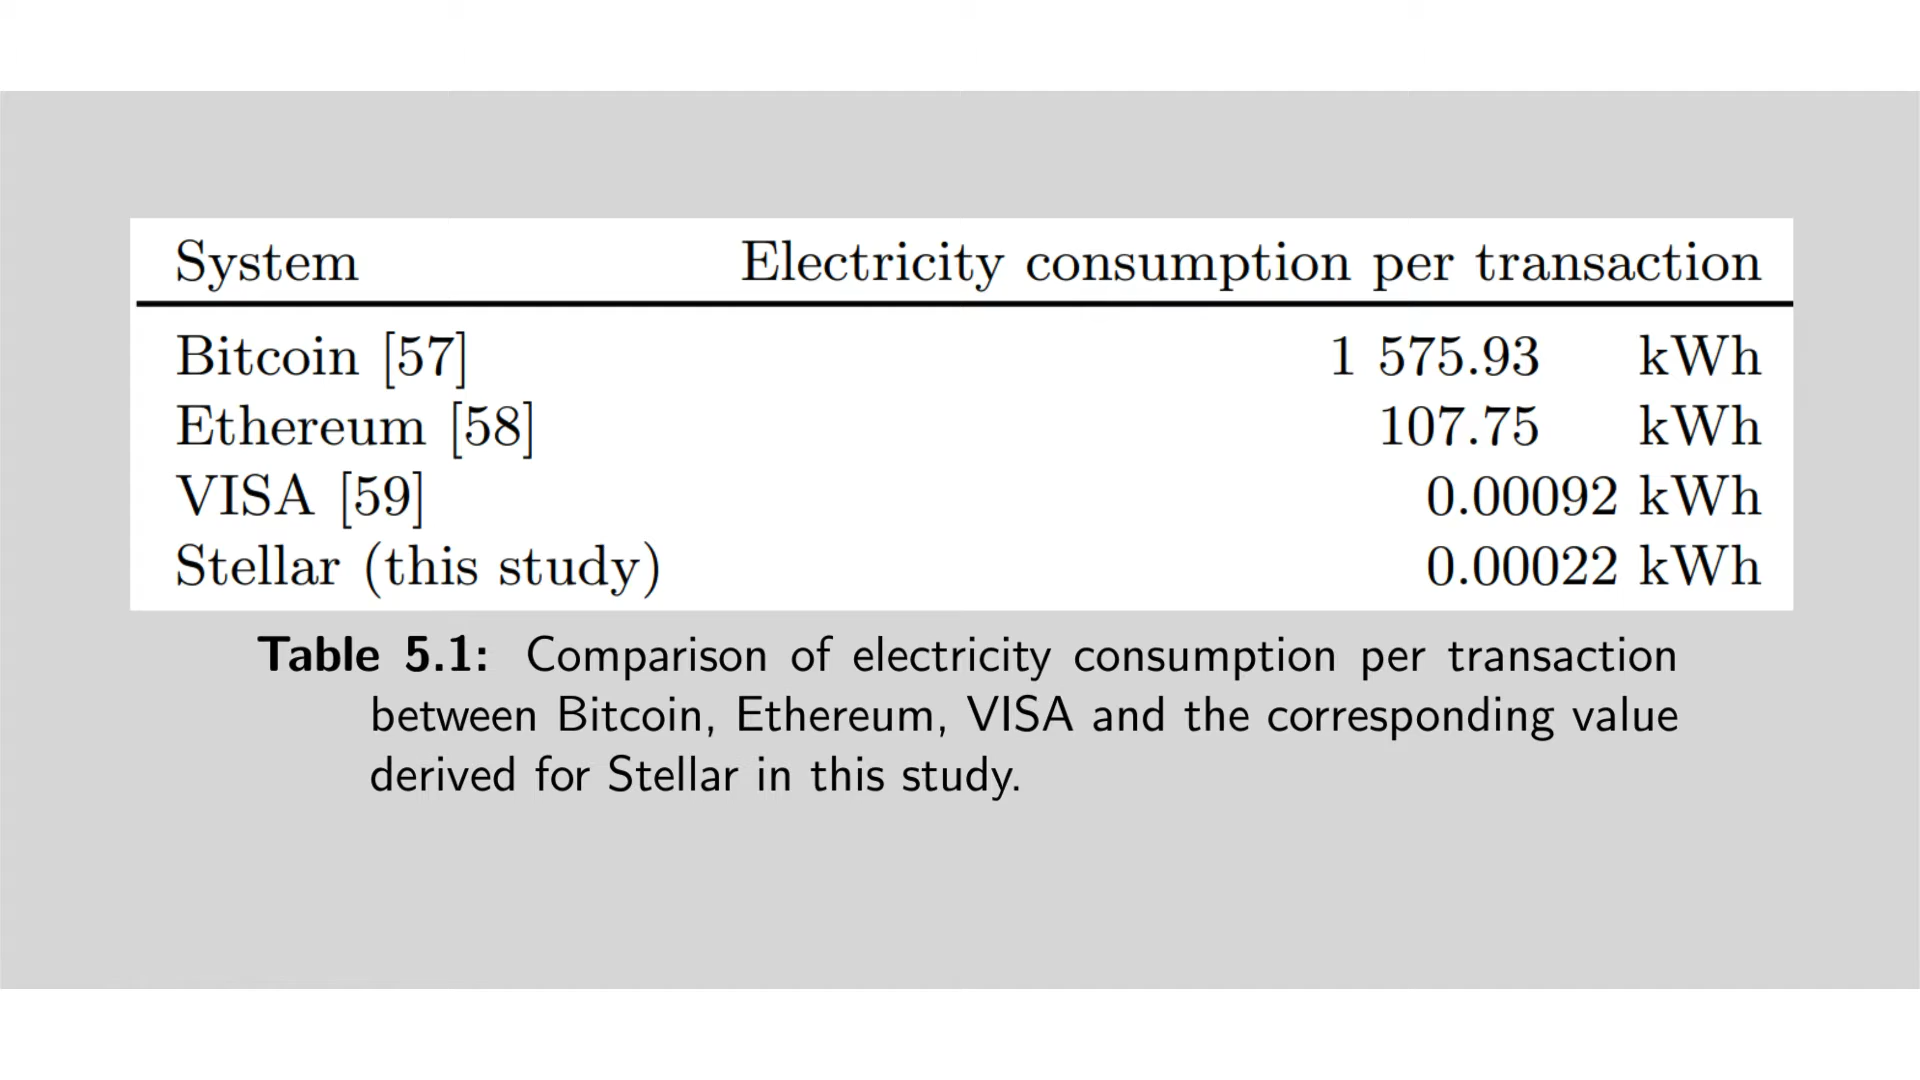 System Electricity consumption per transaction
Bitcoin [57] 1 575.93 kWh
Ethereum [58] 107.75 kWh
VISA [59] 0.00092 kWh
Stellar (this study) 0.00022 kWh
Table 5.1: Comparison of electricity consumption per transaction
between Bitcoin, Ethereum, VISA and the corresponding value
derived for Stellar in this study.